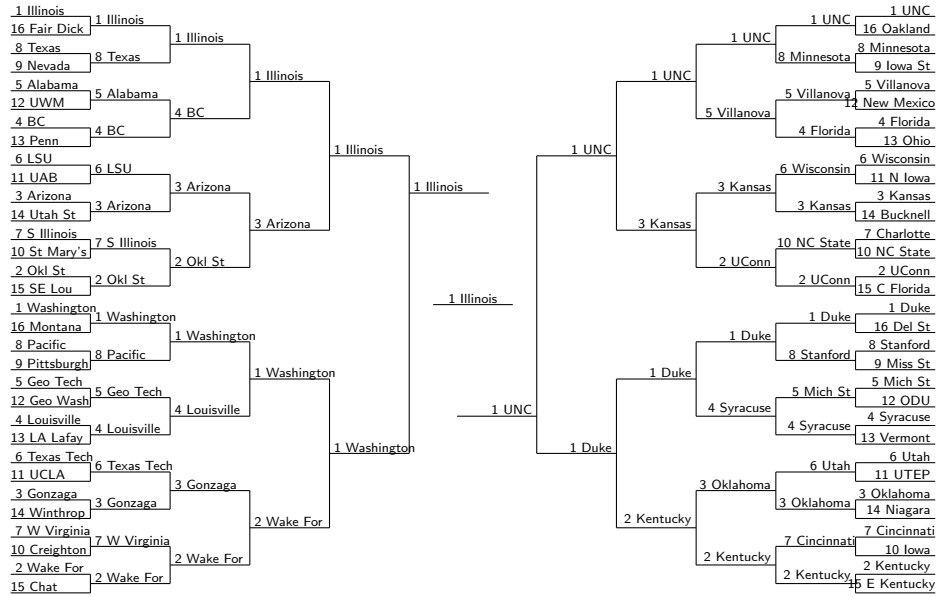 1 Illinois
16 Fair Dick
8 Texas
9 Nevada
5 Alabama
12 UWM
4 BC
13 Penn
6 LSU
11 UAB
3 Arizona
14 Utah St
7 S Illinois
10 St Mary's
2 Okl St
15 SE Lou
1 Washington
16 Montana
8 Pacific
9 Pittsburgh
5 Geo Tech
12 Geo Wash
4 Louisville
13 LA Lafay
6 Texas Tech
11 UCLA
3 Gonzaga
14 Winthrop
7 W Virginia
10 Creighton
2 Wake For
15 Chat
1 Illinois
8 Texas
5 Alabama
4 BC
6 LSU
3 Arizona
7 S Illinois
2 Okl St
1 Washington
8 Pacific
5 Geo Tech
4 Louisville
6 Texas Tech
3 Gonzaga
7 W Virginia
2 Wake For
1 Illinois
4 BC
3 Arizona
2 Okl St
1 Washington
4 Louisville
3 Gonzaga
2 Wake For
1 Illinois
3 Arizona
1 Washington
2 Wake For
1 Illinois
1 Washington
1 Illinois
1 Illinois
1 UNC
1 UNC
1 Duke
1 UNC
3 Kansas
1 Duke
2 Kentucky
1 UNC
5 Villanova
3 Kansas
2 UConn
1 Duke
4 Syracuse
3 Oklahoma
2 Kentucky
1 UNC
8 Minnesota
5 Villanova
4 Florida
6 Wisconsin
3 Kansas
10 NC State
2 UConn
1 Duke
8 Stanford
5 Mich St
4 Syracuse
6 Utah
3 Oklahoma
7 Cincinnati
2 Kentucky
1 UNC
16 Oakland
8 Minnesota
9 Iowa St
5 Villanova
12 New Mexico
4 Florida
13 Ohio
6 Wisconsin
11 N Iowa
3 Kansas
14 Bucknell
7 Charlotte
10 NC State
2 UConn
15 C Florida
1 Duke
16 Del St
8 Stanford
9 Miss St
5 Mich St
12 ODU
4 Syracuse
13 Vermont
6 Utah
11 UTEP
3 Oklahoma
14 Niagara
7 Cincinnati
10 Iowa
2 Kentucky
15 E Kentucky